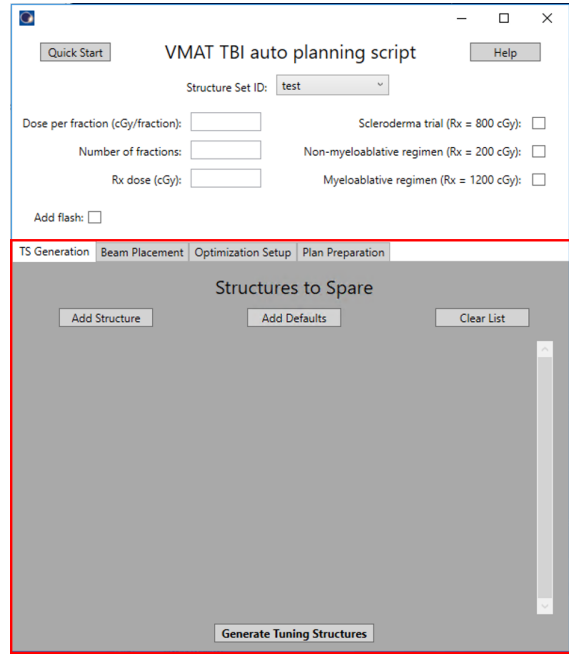 Quick Start
VMAT TBI auto planning script
Help
Structure Set ID: test
Dose per fraction (cGy/fraction):
Scleroderma trial (Rx = 800 cGy):
Number of fractions:
Non-myeloablative regimen (Rx = 200 cGy):
Rx dose (cGy):
Myeloablative regimen (Rx = 1200 cGy):
Add flash:
TS Generation Beam Placement Optimization Setup Plan Preparation
Structures to Spare
Add Structure Add Defaults Clear List
Generate Tuning Structures